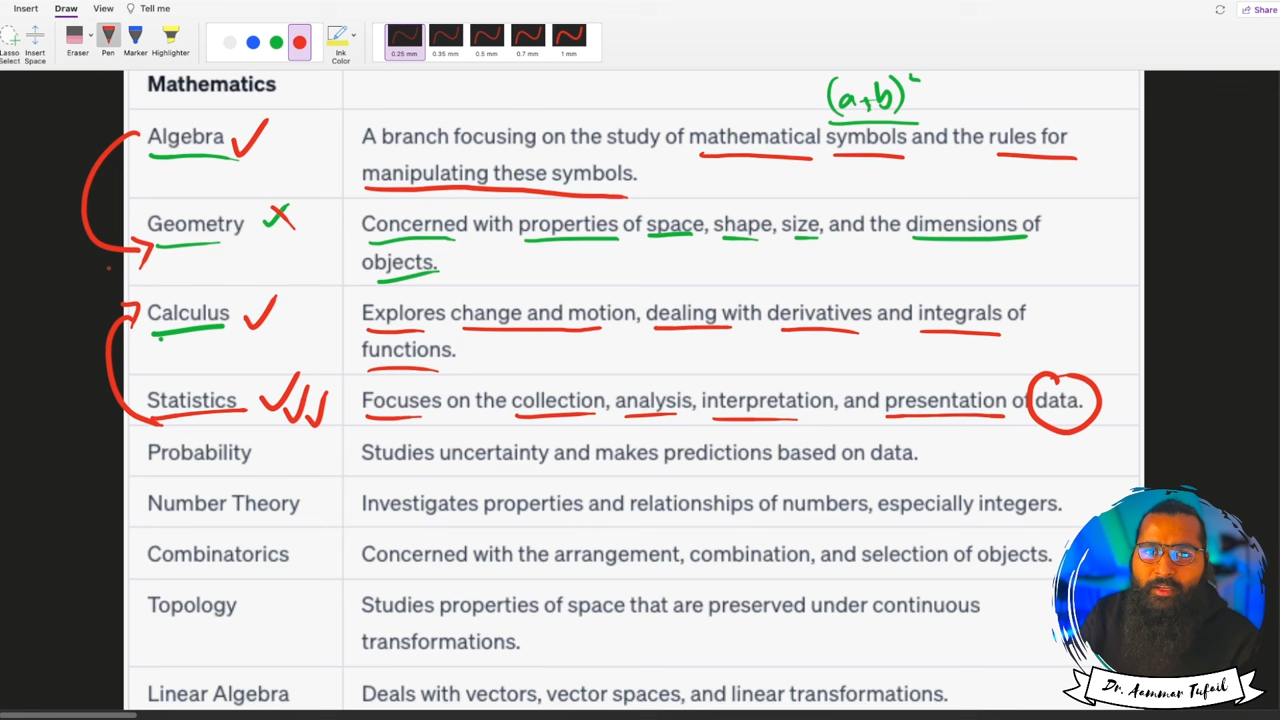 Insert Draw View Tell me
Share
Lasso Select
Insert Space
Eraser
Pen
Marker
Highlighter
Ink Color
0.25 mm
0.35 mm
0.5 mm
0.7 mm
1 mm
Mathematics
(a+b)²
Algebra
A branch focusing on the study of mathematical symbols and the rules for
manipulating these symbols.
Geometry
Concerned with properties of space, shape, size, and the dimensions of
objects.
Calculus
Explores change and motion, dealing with derivatives and integrals of
functions.
Statistics
Focuses on the collection, analysis, interpretation, and presentation of data.
Probability
Studies uncertainty and makes predictions based on data.
Number Theory
Investigates properties and relationships of numbers, especially integers.
Combinatorics
Concerned with the arrangement, combination, and selection of objects.
Topology
Studies properties of space that are preserved under continuous
transformations.
Linear Algebra
Deals with vectors, vector spaces, and linear transformations.
Dr. Aammar Tufail